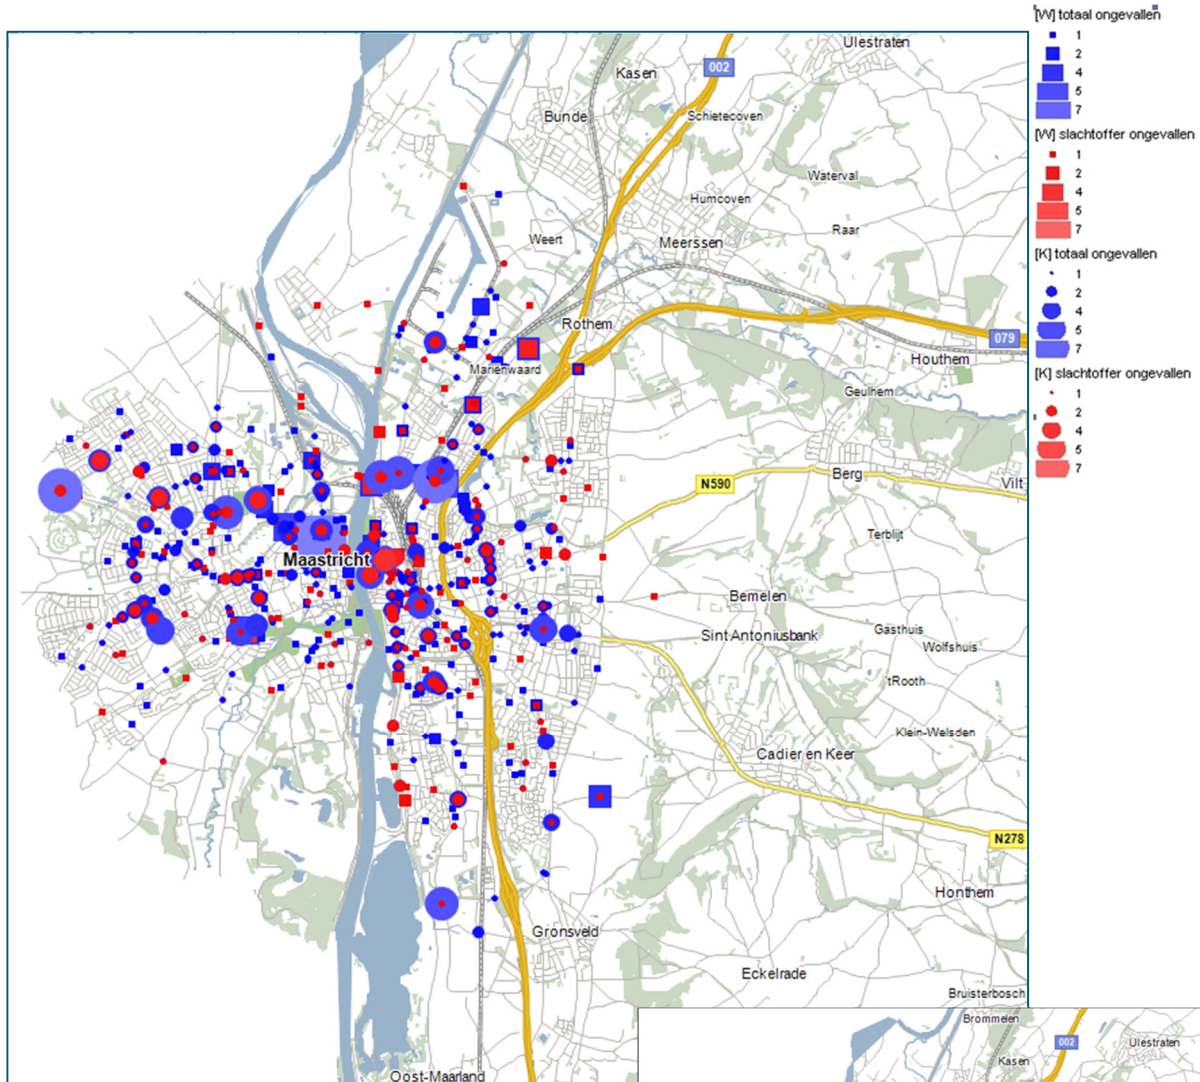 [W] totaal ongevallen
1
2
4
5
7
[W] slachtoffer ongevallen
1
2
4
5
7
[K] totaal ongevallen
1
2
4
5
7
[K] slachtoffer ongevallen
1
2
4
5
7
Ulestraten
Kasen
002
Bunde
Schietecoven
Waterval
Humcoven
Raar
Weert
Meerssen
Rothem
079
Houthem
Mariënwaard
Geulhem
Berg
N590
Vilt
Terblijt
Maastricht
Bemelen
Gasthuis
Sint Antoniusbank
Wolfshuis
'tRooth
Klein-Welsden
Cadier en Keer
N278
Honthem
Gronsveld
Eckelrade
Bruisterbosch
Oost-Maarland
Brommelen
002
Ulestraten
Kasen